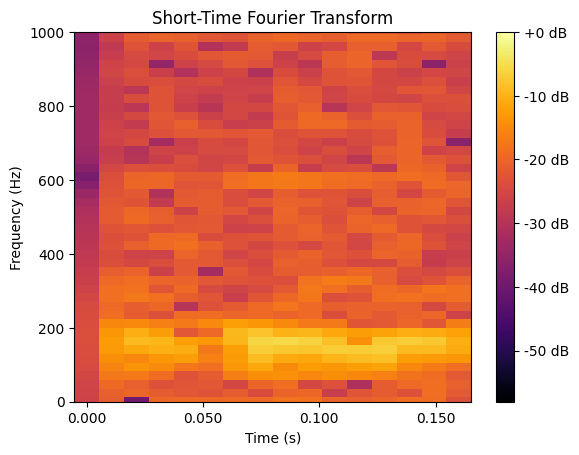 Short-Time Fourier Transform
Frequency (Hz)
1000
800
600
400
200
0
0.000
0.050
0.100
0.150
Time (s)
+0 dB
-10 dB
-20 dB
-30 dB
-40 dB
-50 dB